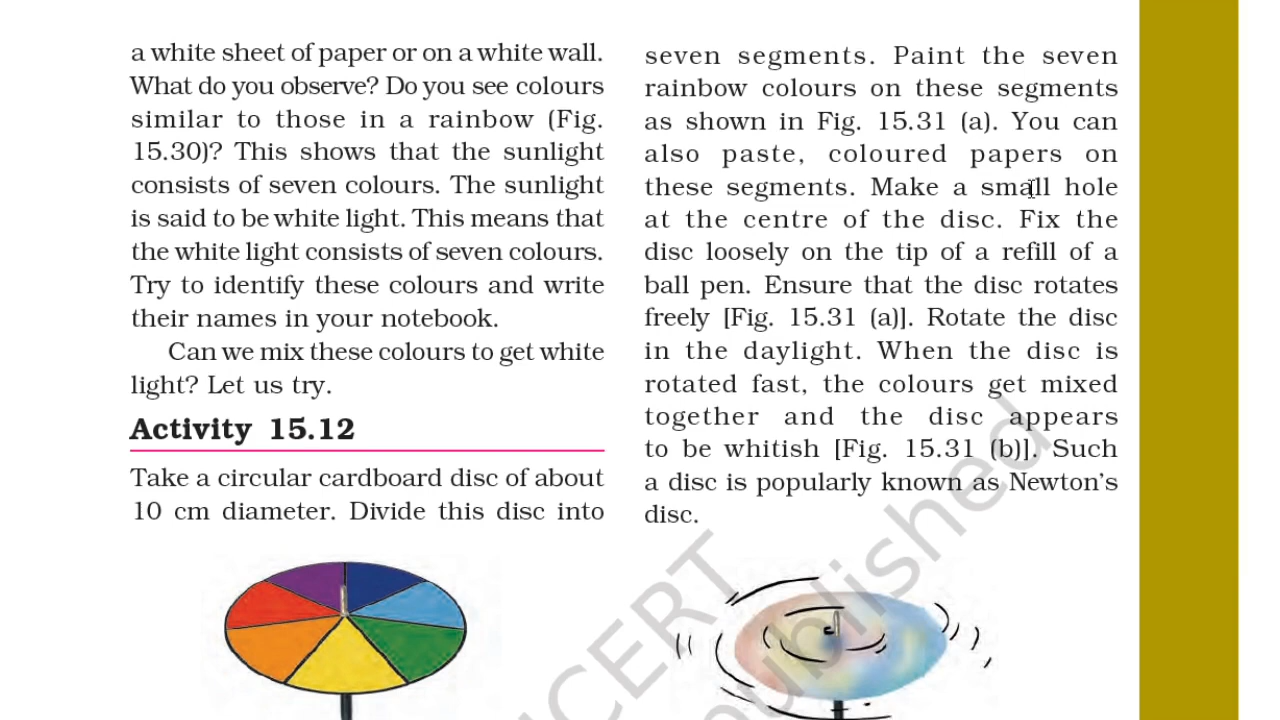 a white sheet of paper or on a white wall.
What do you observe? Do you see colours
similar to those in a rainbow (Fig.
15.30)? This shows that the sunlight
consists of seven colours. The sunlight
is said to be white light. This means that
the white light consists of seven colours.
Try to identify these colours and write
their names in your notebook.
Can we mix these colours to get white
light? Let us try.
Activity 15.12
Take a circular cardboard disc of about
10 cm diameter. Divide this disc into
seven segments. Paint the seven
rainbow colours on these segments
as shown in Fig. 15.31 (a). You can
also paste, coloured papers on
these segments. Make a small hole
at the centre of the disc. Fix the
disc loosely on the tip of a refill of a
ball pen. Ensure that the disc rotates
freely [Fig. 15.31 (a)]. Rotate the disc
in the daylight. When the disc is
rotated fast, the colours get mixed
together and the disc appears
to be whitish [Fig. 15.31 (b)]. Such
a disc is popularly known as Newton's
disc.
NCERT
published